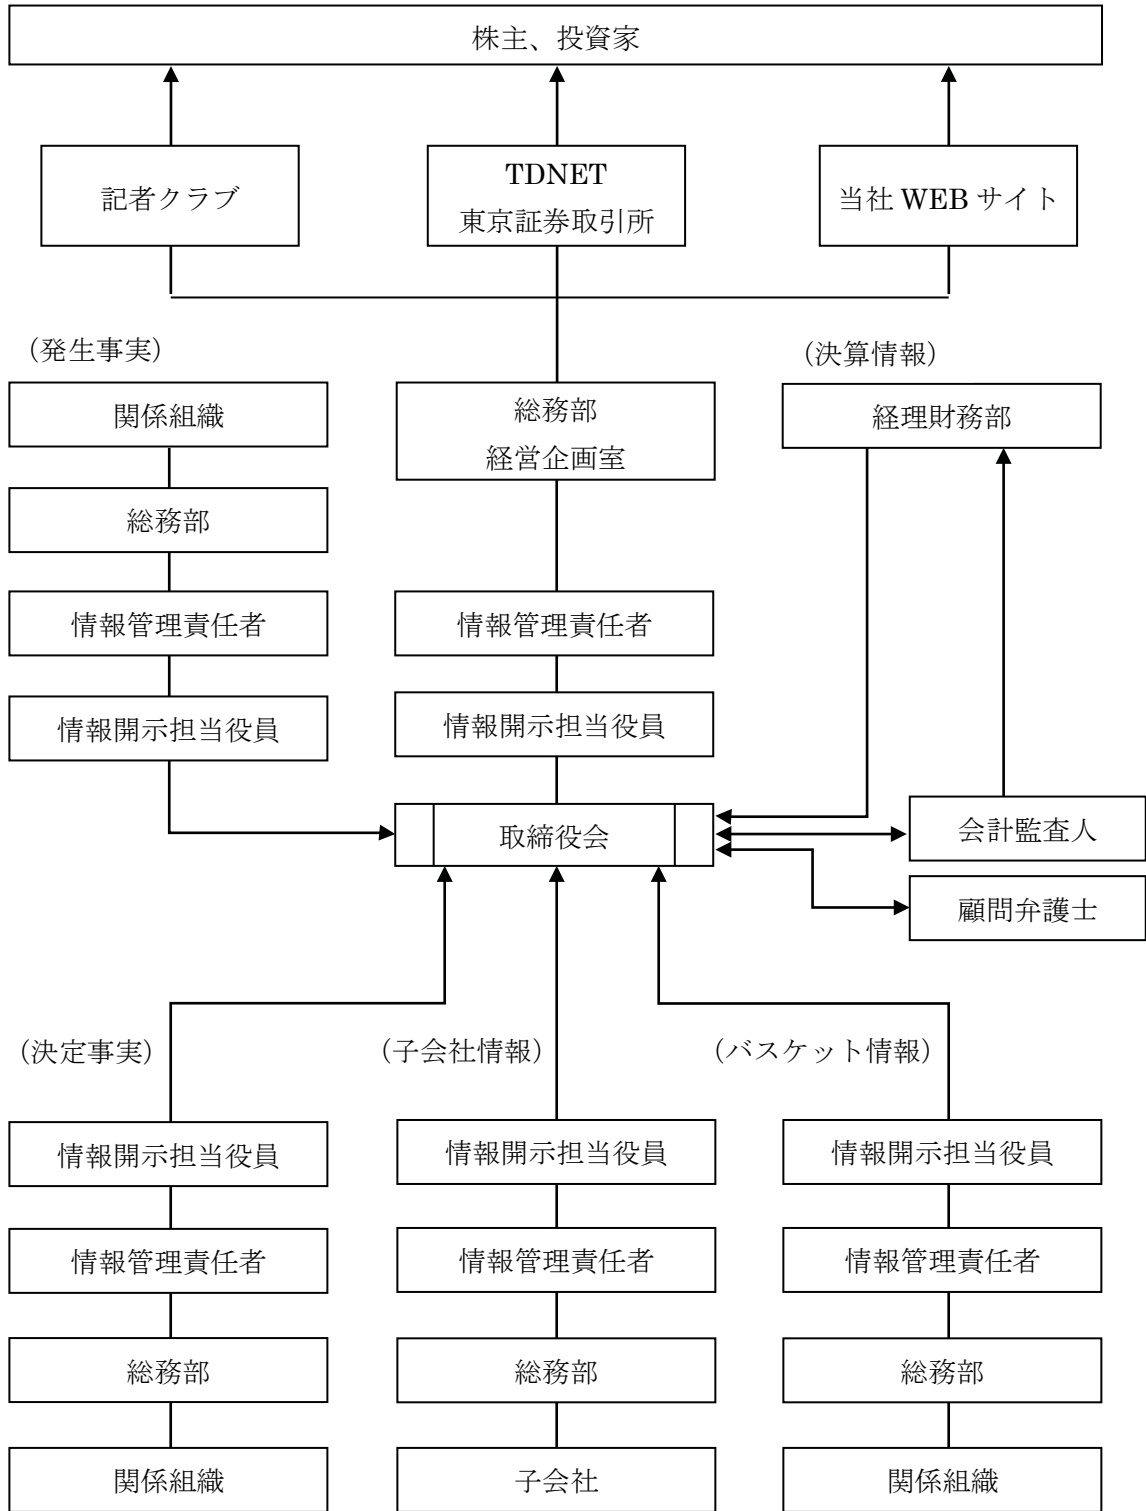 株主、投資家
記者クラブ
TDNET
東京証券取引所
当社 WEB サイト
(発生事実)
(決算情報)
関係組織
総務部
経営企画室
経理財務部
総務部
情報管理責任者
情報管理責任者
情報開示担当役員
情報開示担当役員
取締役会
会計監査人
顧問弁護士
(決定事実)
(子会社情報)
(バスケット情報)
情報開示担当役員
情報開示担当役員
情報開示担当役員
情報管理責任者
情報管理責任者
情報管理責任者
総務部
総務部
総務部
関係組織
子会社
関係組織